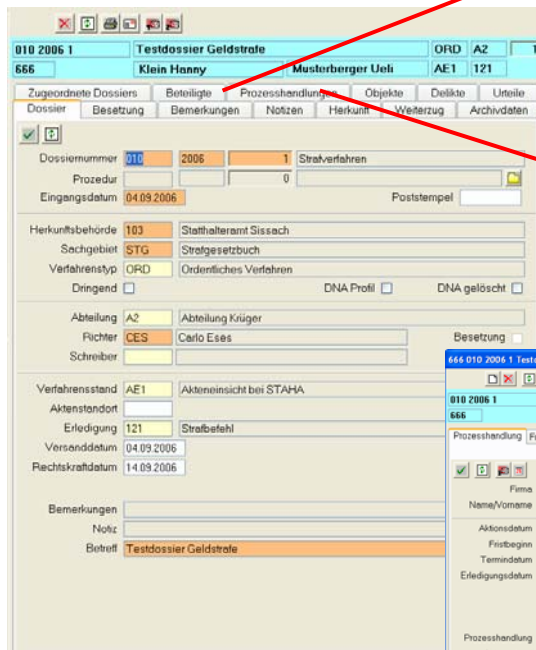 010 2006 1 Testdossier Geldstrafe ORD A2 1
666 Klein Hanny Musterberger Ueli AE1 121
Zugeordnete Dossiers Beteiligte Prozesshandlungen Objekte Delikte Urteile
Dossier Besetzung Bemerkungen Notizen Herkunft Weiterzug Archivdaten
Dossiernummer 010 2006 1 Strafverfahren
Prozedur 0
Eingangsdatum 04.09.2006 Poststempel
Herkunftsbehörde 103 Statthalteramt Sissach
Sachgebiet STG Strafgesetzbuch
Verfahrenstyp ORD Ordentliches Verfahren
Dringend DNA Profil DNA gelöscht
Abteilung A2 Abteilung Krüger
Richter CES Carlo Eses Besetzung
Schreiber
Verfahrensstand AE1 Akteneinsicht bei STAHA
Aktenstandort
Erledigung 121 Strafbefehl
Versanddatum 04.09.2006
Rechtskraftdatum 14.09.2006
Bemerkungen
Notiz
Betreff Testdossier Geldstrafe
666 010 2006 1 Testd
010 2006 1
666
Prozesshandlung Fr
Firma
Name/Vorname
Aktionsdatum
Fristbeginn
Termindatum
Erledigungsdatum
Prozesshandlung